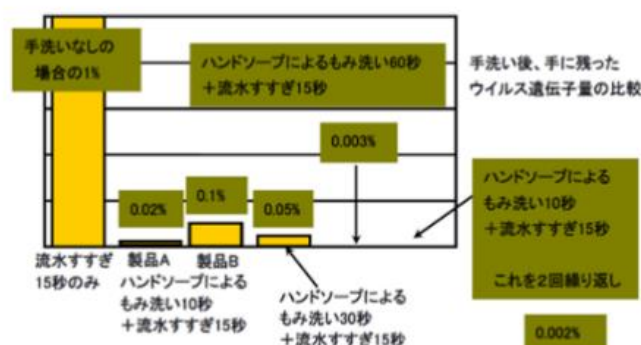 手洗いなしの
場合の1%
ハンドソープによるもみ洗い60秒
＋流水すすぎ15秒
手洗い後、手に残った
ウイルス遺伝子量の比較
0.003%
ハンドソープによる
もみ洗い10秒
＋流水すすぎ15秒
これを２回繰り返し
0.002%
0.02%
0.1%
0.05%
流水すすぎ
15秒のみ
製品A
製品B
ハンドソープによる
もみ洗い10秒
＋流水すすぎ15秒
ハンドソープによる
もみ洗い30秒
＋流水すすぎ15秒